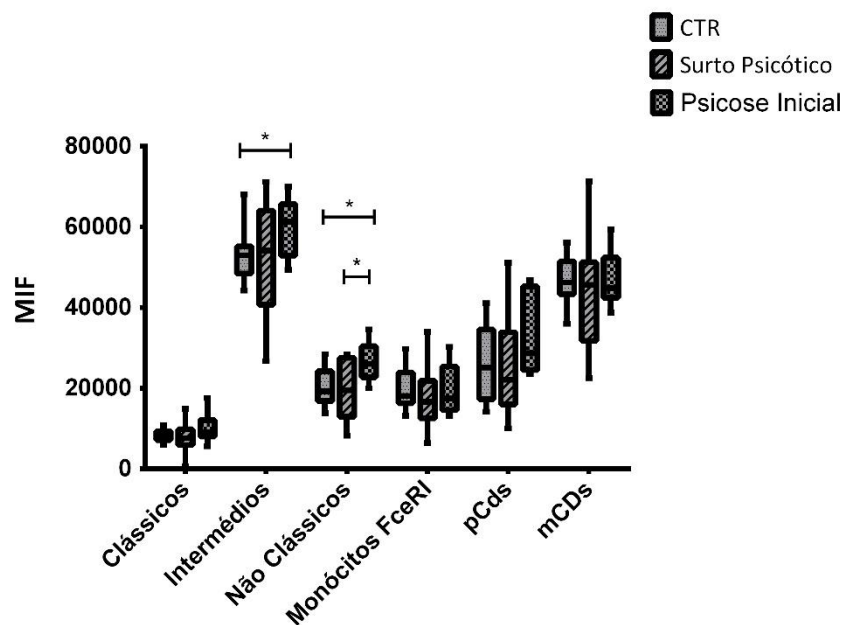 CTR
Surto Psicótico
Psicose Inicial
80000
60000
40000
20000
0
MIF
*
*
*
Clássicos
Intermédios
Não Clássicos
Monócitos FceRI
pCds
mCDs